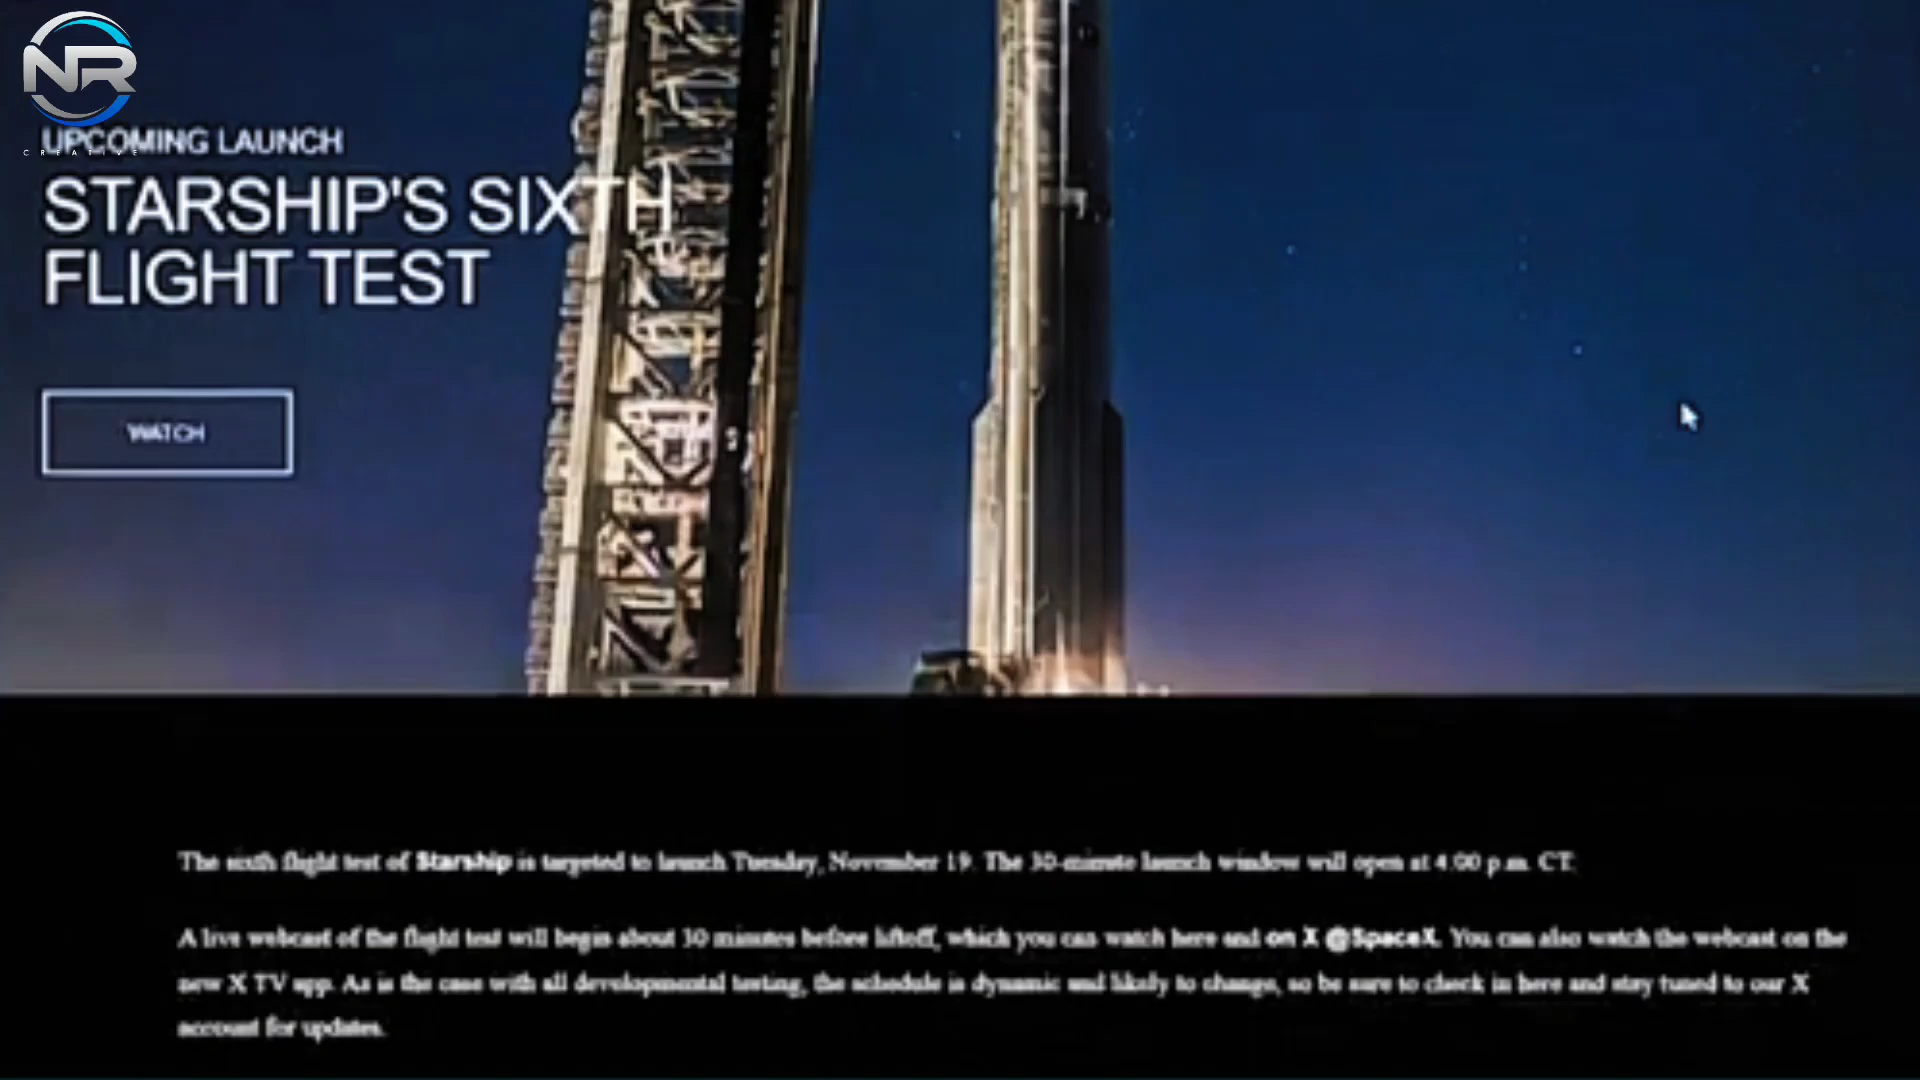 NR
CREATIVE
UPCOMING LAUNCH
STARSHIP'S SIXTH
FLIGHT TEST
WATCH
The sixth flight test of Starship is targeted to launch Tuesday, November 19. The 30-minute launch window will open at 4:00 p.m. CT.
A live webcast of the flight test will begin about 30 minutes before liftoff, which you can watch here and on X @SpaceX. You can also watch the webcast on the
new X TV app. As is the case with all developmental testing, the schedule is dynamic and likely to change, so be sure to check in here and stay tuned to our X
account for updates.